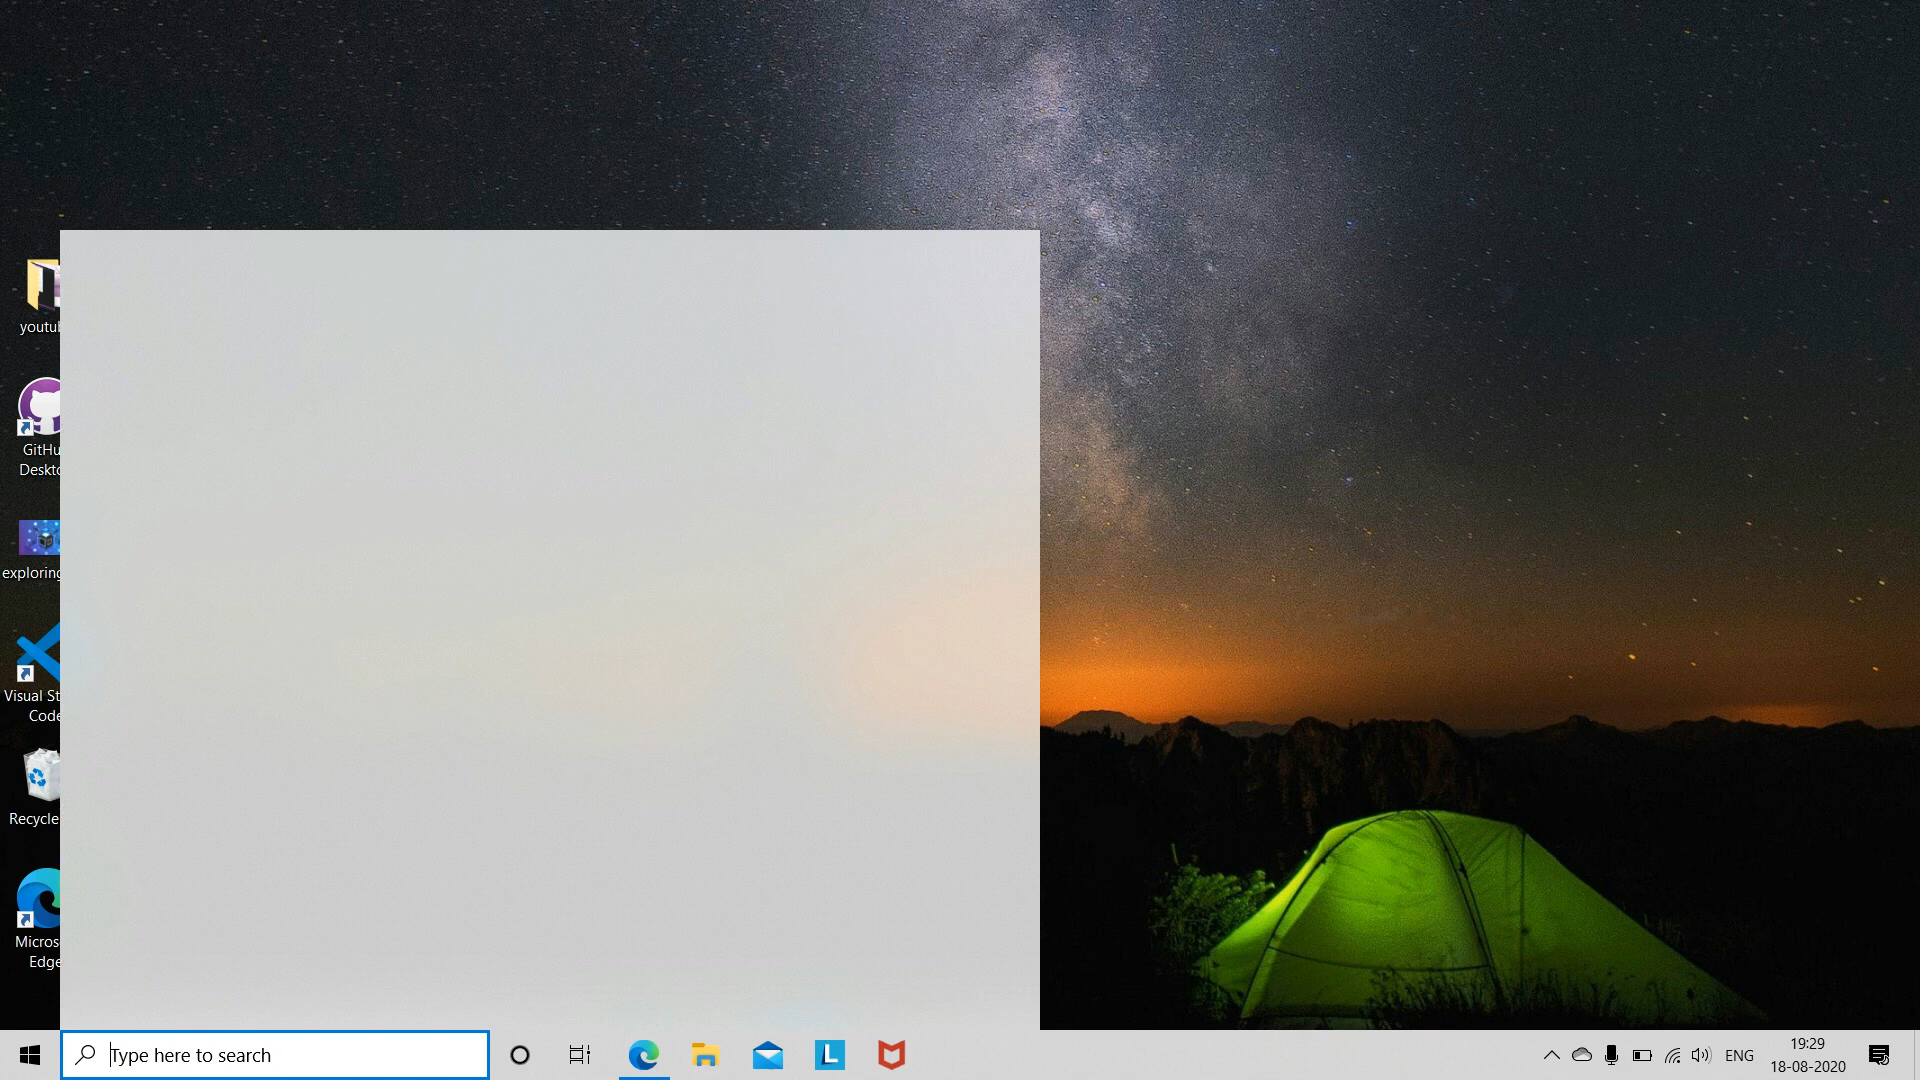 youtu
GitHu
Deskto
exploring
Visual St
Code
Recycle
Micros
Edge
Type here to search
L
ENG
19:29
18-08-2020